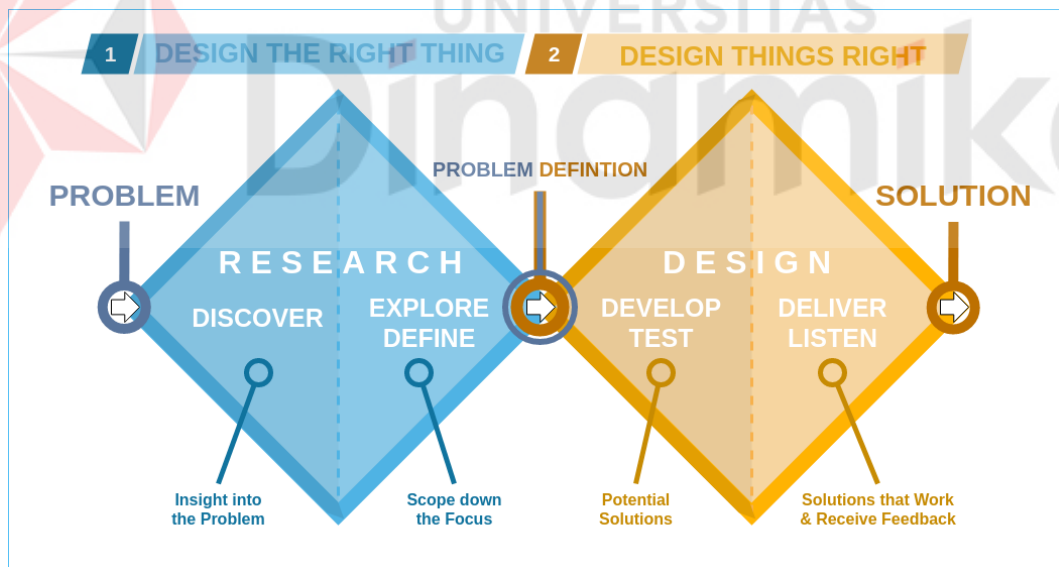 UNIVERSITAS
Dinamika
1 DESIGN THE RIGHT THING 2 DESIGN THINGS RIGHT
PROBLEM DEFINTION
PROBLEM
SOLUTION
RESEARCH
DESIGN
DISCOVER
EXPLORE
DEFINE
DEVELOP
TEST
DELIVER
LISTEN
Insight into
the Problem
Scope down
the Focus
Potential
Solutions
Solutions that Work
& Receive Feedback